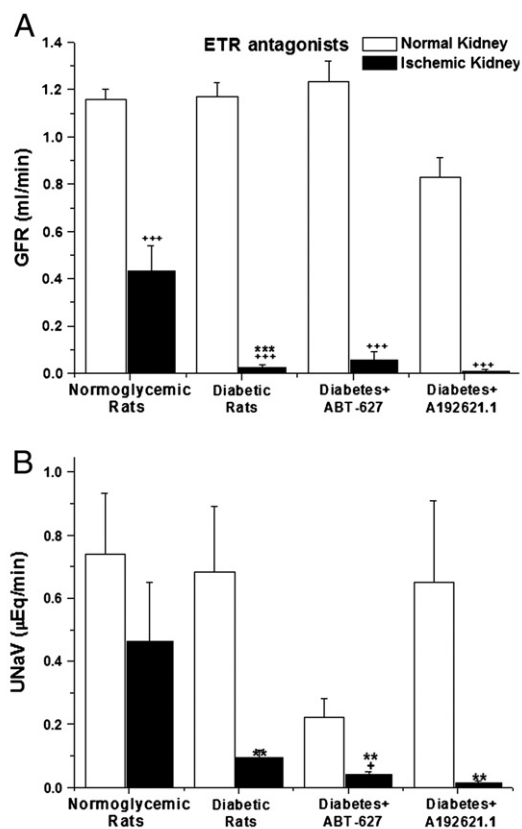 A
ETR antagonists
Normal Kidney
Ischemic Kidney
GFR (ml/min)
1.4
1.2
1.0
0.8
0.6
0.4
0.2
0.0
+++
***
+++
+++
+++
Normoglycemic
Rats
Diabetic
Rats
Diabetes+
ABT-627
Diabetes+
A192621.1
B
UNaV (µEq/min)
1.0
0.8
0.6
0.4
0.2
0.0
**
**
+
**
Normoglycemic
Rats
Diabetic
Rats
Diabetes+
ABT-627
Diabetes+
A192621.1